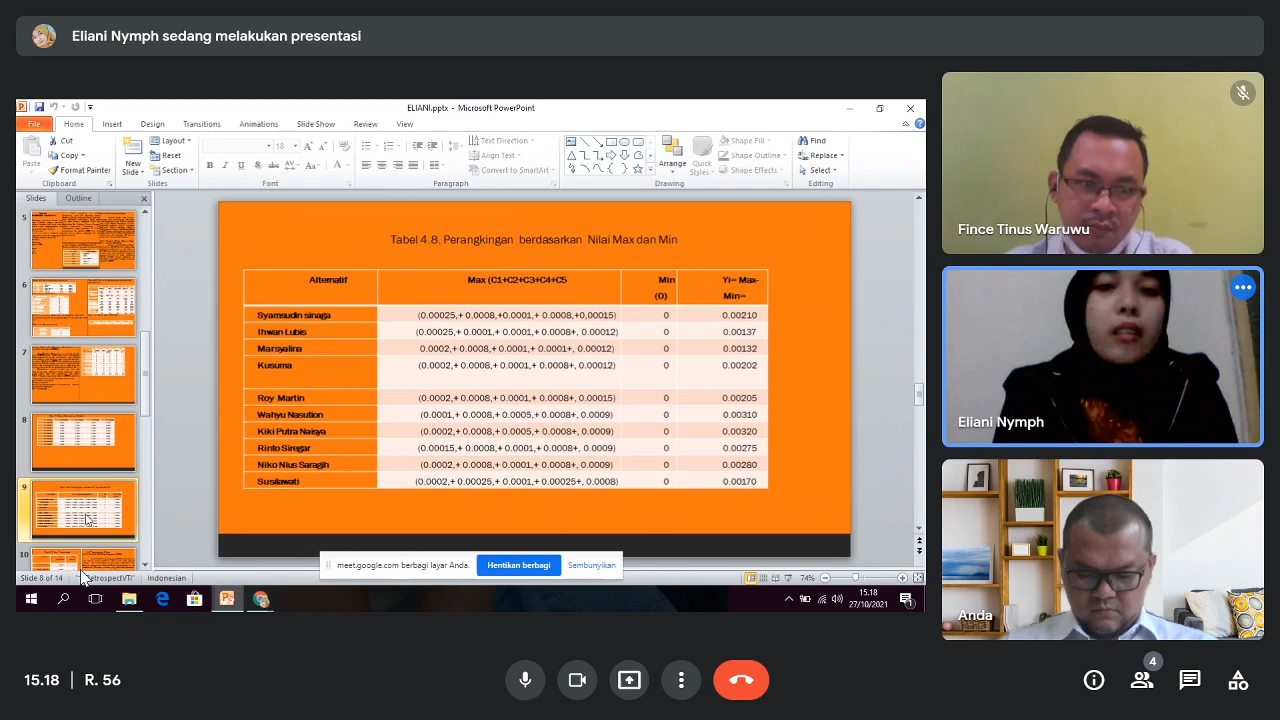 Eliani Nymph sedang melakukan presentasi
ELIANI.pptx - Microsoft PowerPoint
File Home Insert Design Transitions Animations Slide Show Review View
Paste
Cut
Copy
Format Painter
Clipboard
New Slide
Layout
Reset
Section
Slides
18
Font
Text Direction
Align Text
Convert to SmartArt
Paragraph
Arrange
Quick Styles
Shape Fill
Shape Outline
Shape Effects
Drawing
Find
Replace
Select
Editing
Slides Outline
5
6
7
8
9
10
Tabel 4.8. Perangkingan berdasarkan Nilai Max dan Min
Alternatif Max (C1+C2+C3+C4+C5 Min (0) Yi= Max-Min=
Syamsudin sinaga (0.00025,+ 0.0008,+0.0001,+ 0.0008,+0,00015) 0 0.00210
Ihwan Lubis (0.00025,+ 0.0001,+ 0.0001,+ 0.0008+, 0.00012) 0 0.00137
Marsyalina 0.0002,+ 0.0008,+ 0.0001,+ 0.0001+, 0.00012) 0 0.00132
Kusuma (0.0002,+ 0.0008,+ 0.0001,+ 0.0008+, 0.00012) 0 0.00202
Roy Martin (0.0002,+ 0.0008,+ 0.0001,+ 0.0008+, 0.00015) 0 0.00205
Wahyu Nasution (0.0001,+ 0.0008,+ 0.0005,+ 0.0008+, 0.0009) 0 0.00310
Kiki Putra Naisya (0.0002,+ 0.0008,+ 0.0005,+ 0.0008+, 0.0009) 0 0.00320
Rinto Siregar (0.00015,+ 0.0008,+ 0.0001,+ 0.0008+, 0.0009) 0 0.00275
Niko Nius Saragih (0.0002,+ 0.0008,+ 0.0001,+ 0.0008+, 0.0009) 0 0.00280
Susilawati (0.0002,+ 0.00025,+ 0.0001,+ 0.00025+, 0.0008) 0 0.00170
meet.google.com berbagi layar Anda.
Hentikan berbagi
Sembunyikan
Slide 8 of 14
Indonesian
74%
15.18
27/10/2021
Fince Tinus Waruwu
Eliani Nymph
Anda
15.18 | R. 56
4